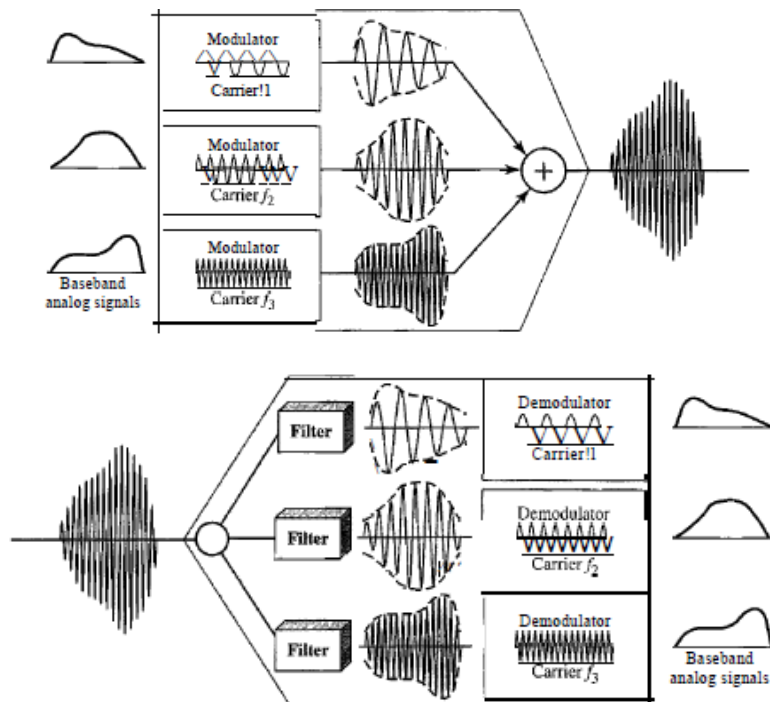 Modulator
Carrier!1
Modulator
Carrier f2
Modulator
Carrier f3
Baseband
analog signals
+
Filter
Demodulator
Carrier!1
Filter
Demodulator
Carrier f2
Filter
Demodulator
Carrier f3
Baseband
analog signals